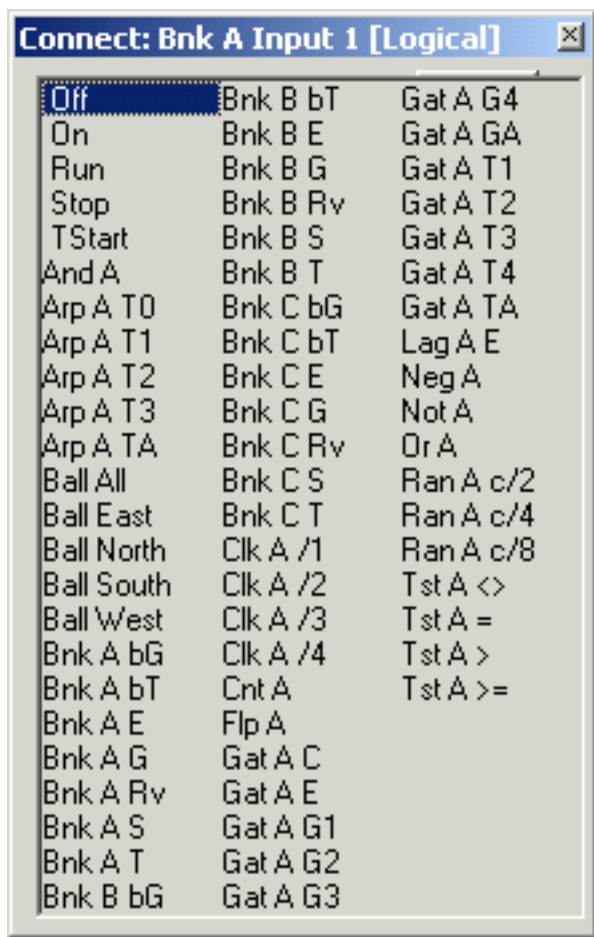 Connect: Bnk A Input 1 [Logical]
Off
On
Run
Stop
TStart
And A
Arp A T0
Arp A T1
Arp A T2
Arp A T3
Arp A TA
Ball All
Ball East
Ball North
Ball South
Ball West
Bnk A bG
Bnk A bT
Bnk A E
Bnk A G
Bnk A Rv
Bnk A S
Bnk A T
Bnk B bG
Bnk B bT
Bnk B E
Bnk B G
Bnk B Rv
Bnk B S
Bnk B T
Bnk C bG
Bnk C bT
Bnk C E
Bnk C G
Bnk C Rv
Bnk C S
Bnk C T
Clk A /1
Clk A /2
Clk A /3
Clk A /4
Cnt A
Flp A
Gat A C
Gat A E
Gat A G1
Gat A G2
Gat A G3
Gat A G4
Gat A GA
Gat A T1
Gat A T2
Gat A T3
Gat A T4
Gat A TA
Lag A E
Neg A
Not A
Or A
Ran A c/2
Ran A c/4
Ran A c/8
Tst A <>
Tst A =
Tst A >
Tst A >=